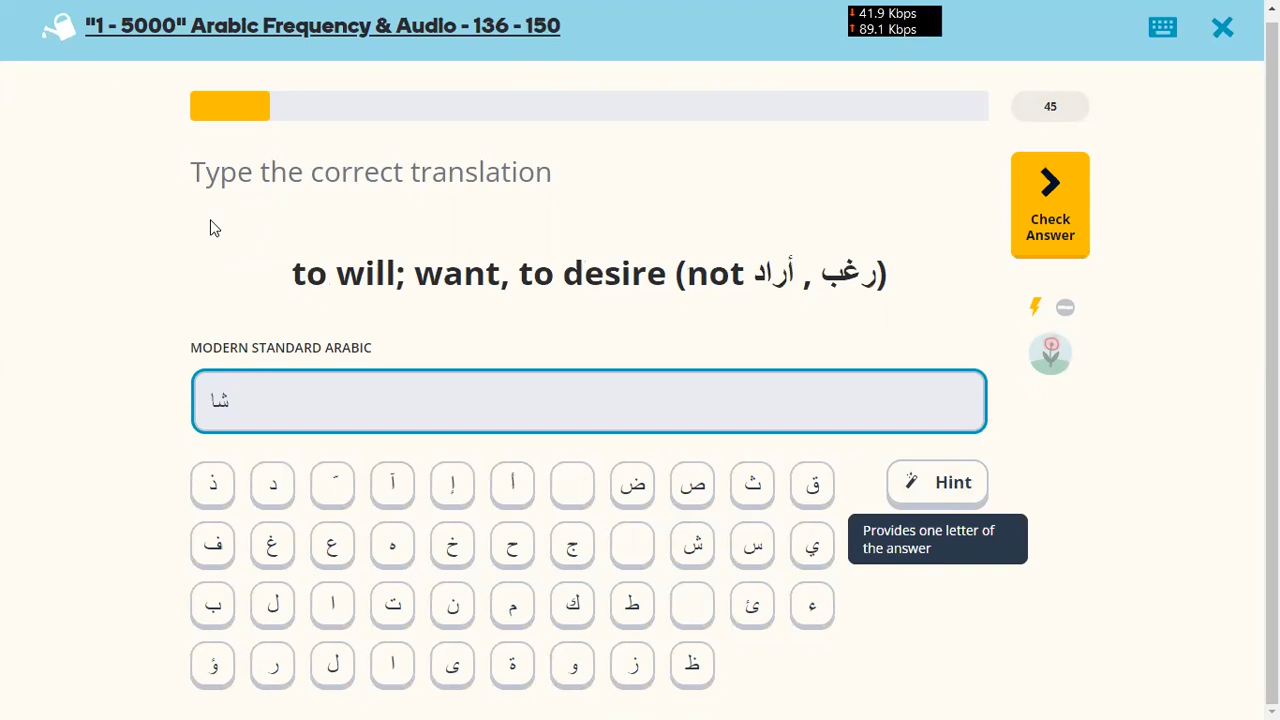 "1 - 5000" Arabic Frequency & Audio - 136 - 150
41.9 Kbps
89.1 Kbps
45
Type the correct translation
Check
Answer
to will; want, to desire (not رغب , أراد)
MODERN STANDARD ARABIC
شا
ذ د ّ آ إ أ ض ص ث ق
Hint
Provides one letter of
the answer
ف غ ع ه خ ح ج ش س ي
ب ل ا ت ن م ك ط ئ ء
ؤ ر ل ا ى ة و ز ظ